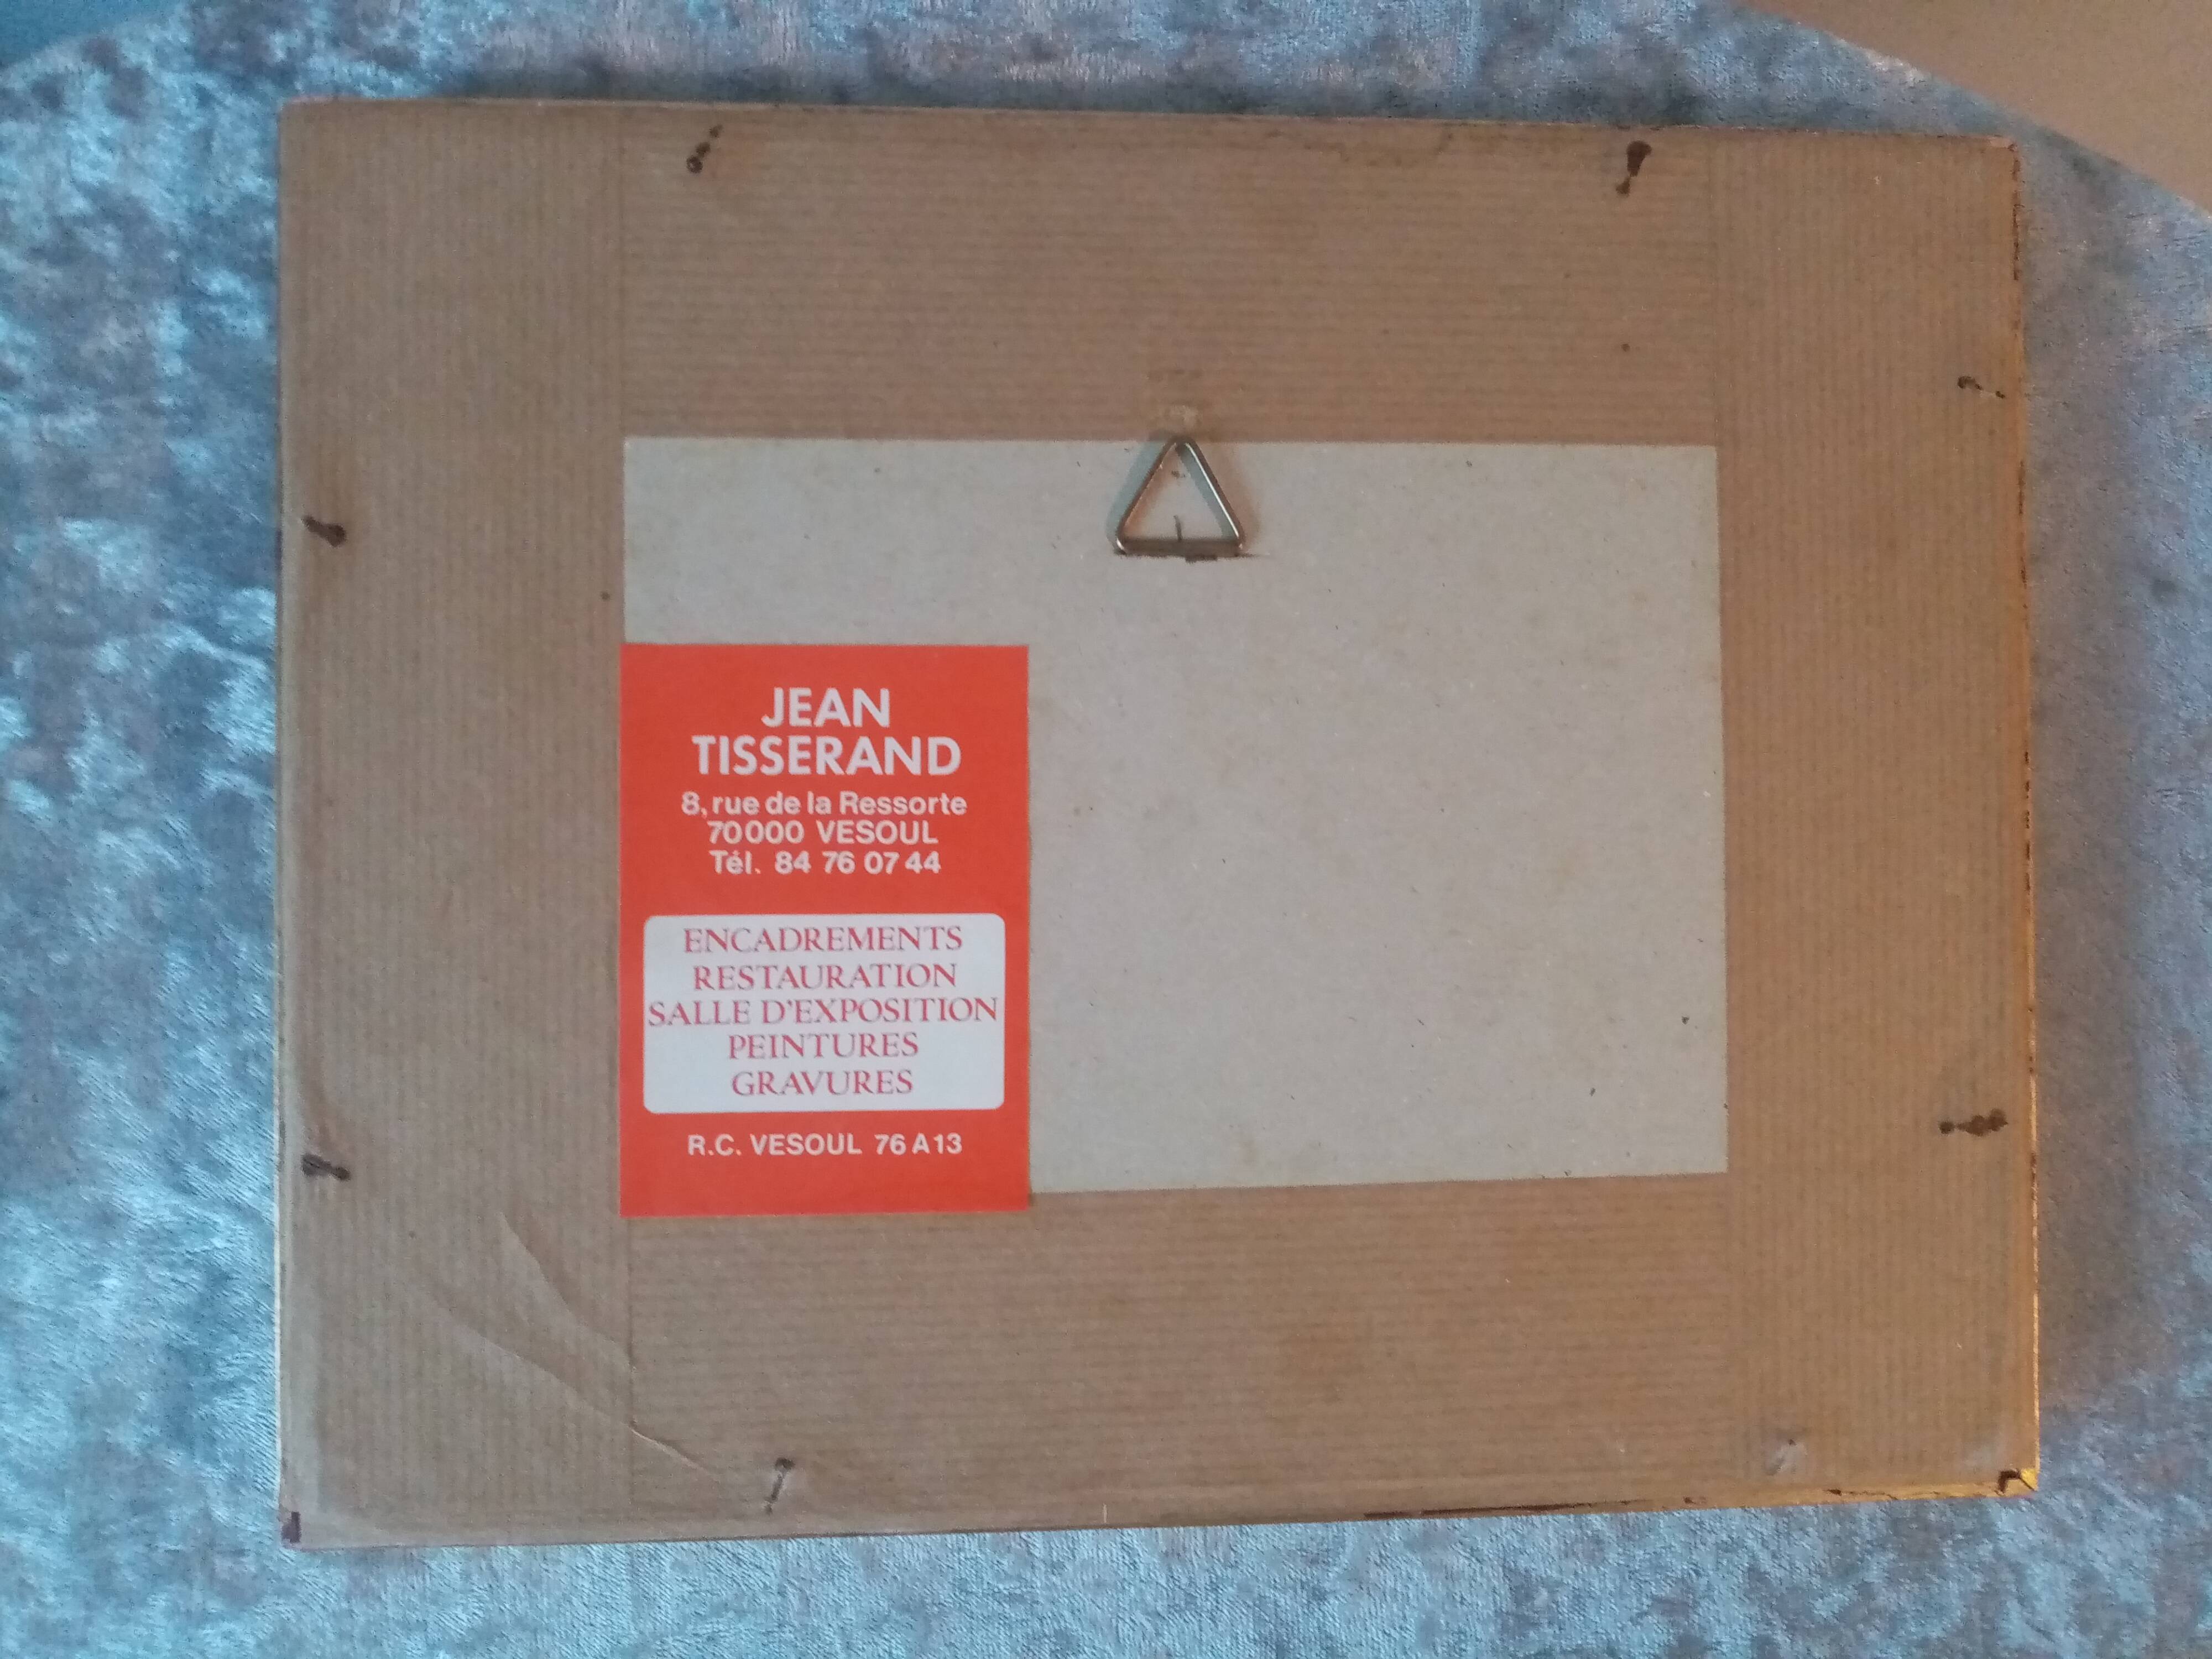 JEAN
TISSERAND
8, rue de la Ressorte
70000 VESOUL
Tél. 84 76 07 44
ENCADREMENTS
RESTAURATION
SALLE D'EXPOSITION
PEINTURES
GRAVURES
R.C. VESOUL 76 A 13